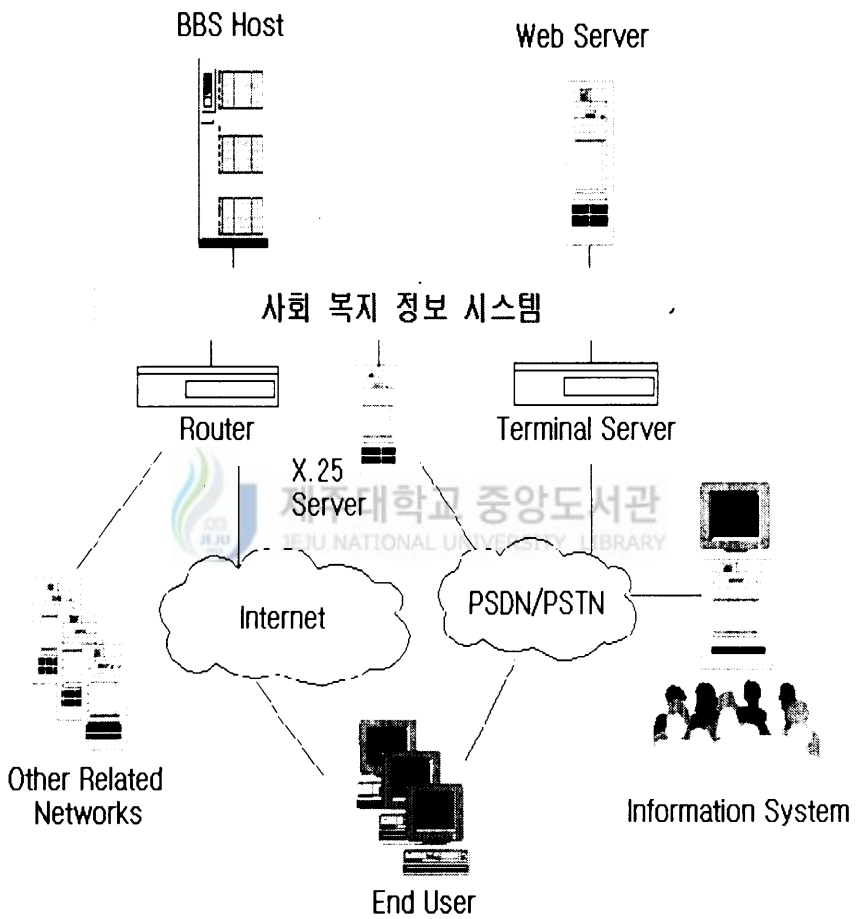 BBS Host
Web Server
사회 복지 정보 시스템
Router
Terminal Server
X.25
Server
제주대학교 중앙도서관
JEJU NATIONAL UNIVERSITY LIBRARY
JEJU
Internet
PSDN/PSTN
Other Related
Networks
Information System
End User